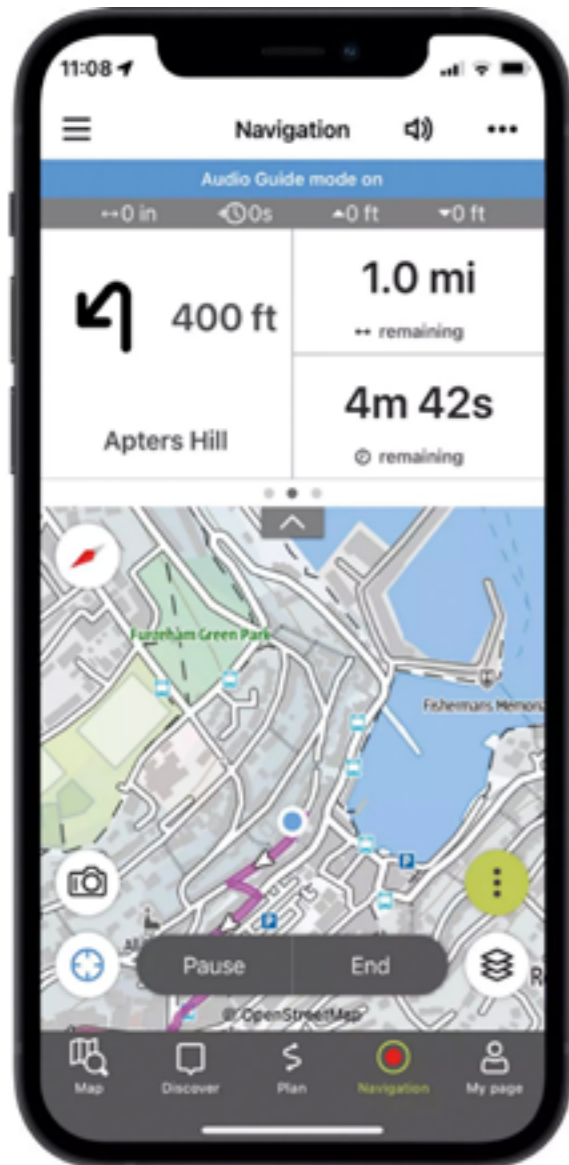 11:08
Navigation
Audio Guide mode on
↔0 in 0s ▲0 ft ▼0 ft
400 ft
Apters Hill
1.0 mi
↔ remaining
4m 42s
remaining
Furzeham Green Park
Fishermans Memoria
P
P
All
Pause End
R
© OpenStreetMap
Map Discover Plan Navigation My page